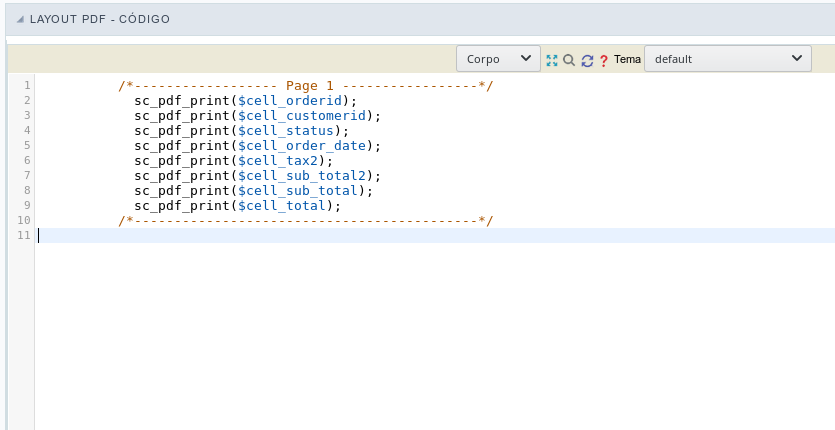 LAYOUT PDF - CÓDIGO
Corpo ? Tema default
1 /*------------------ Page 1 -----------------*/
2 sc_pdf_print($cell_orderid);
3 sc_pdf_print($cell_customerid);
4 sc_pdf_print($cell_status);
5 sc_pdf_print($cell_order_date);
6 sc_pdf_print($cell_tax2);
7 sc_pdf_print($cell_sub_total2);
8 sc_pdf_print($cell_sub_total);
9 sc_pdf_print($cell_total);
10 /*-------------------------------------------*/
11